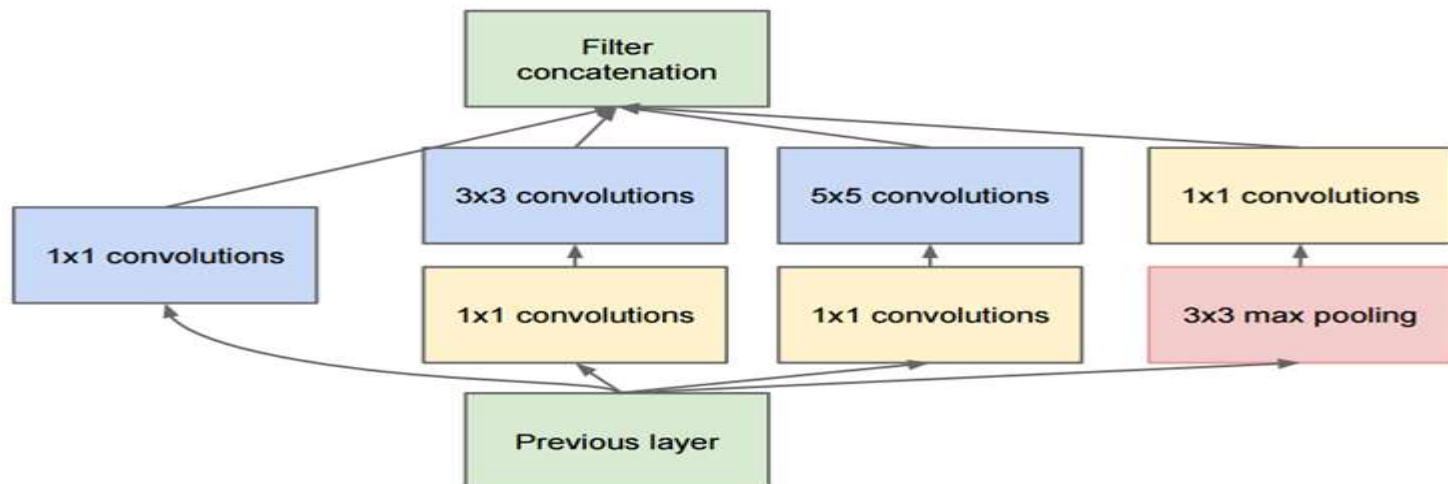 Filter
concatenation
3x3 convolutions
5x5 convolutions
1x1 convolutions
1x1 convolutions
1x1 convolutions
1x1 convolutions
3x3 max pooling
Previous layer